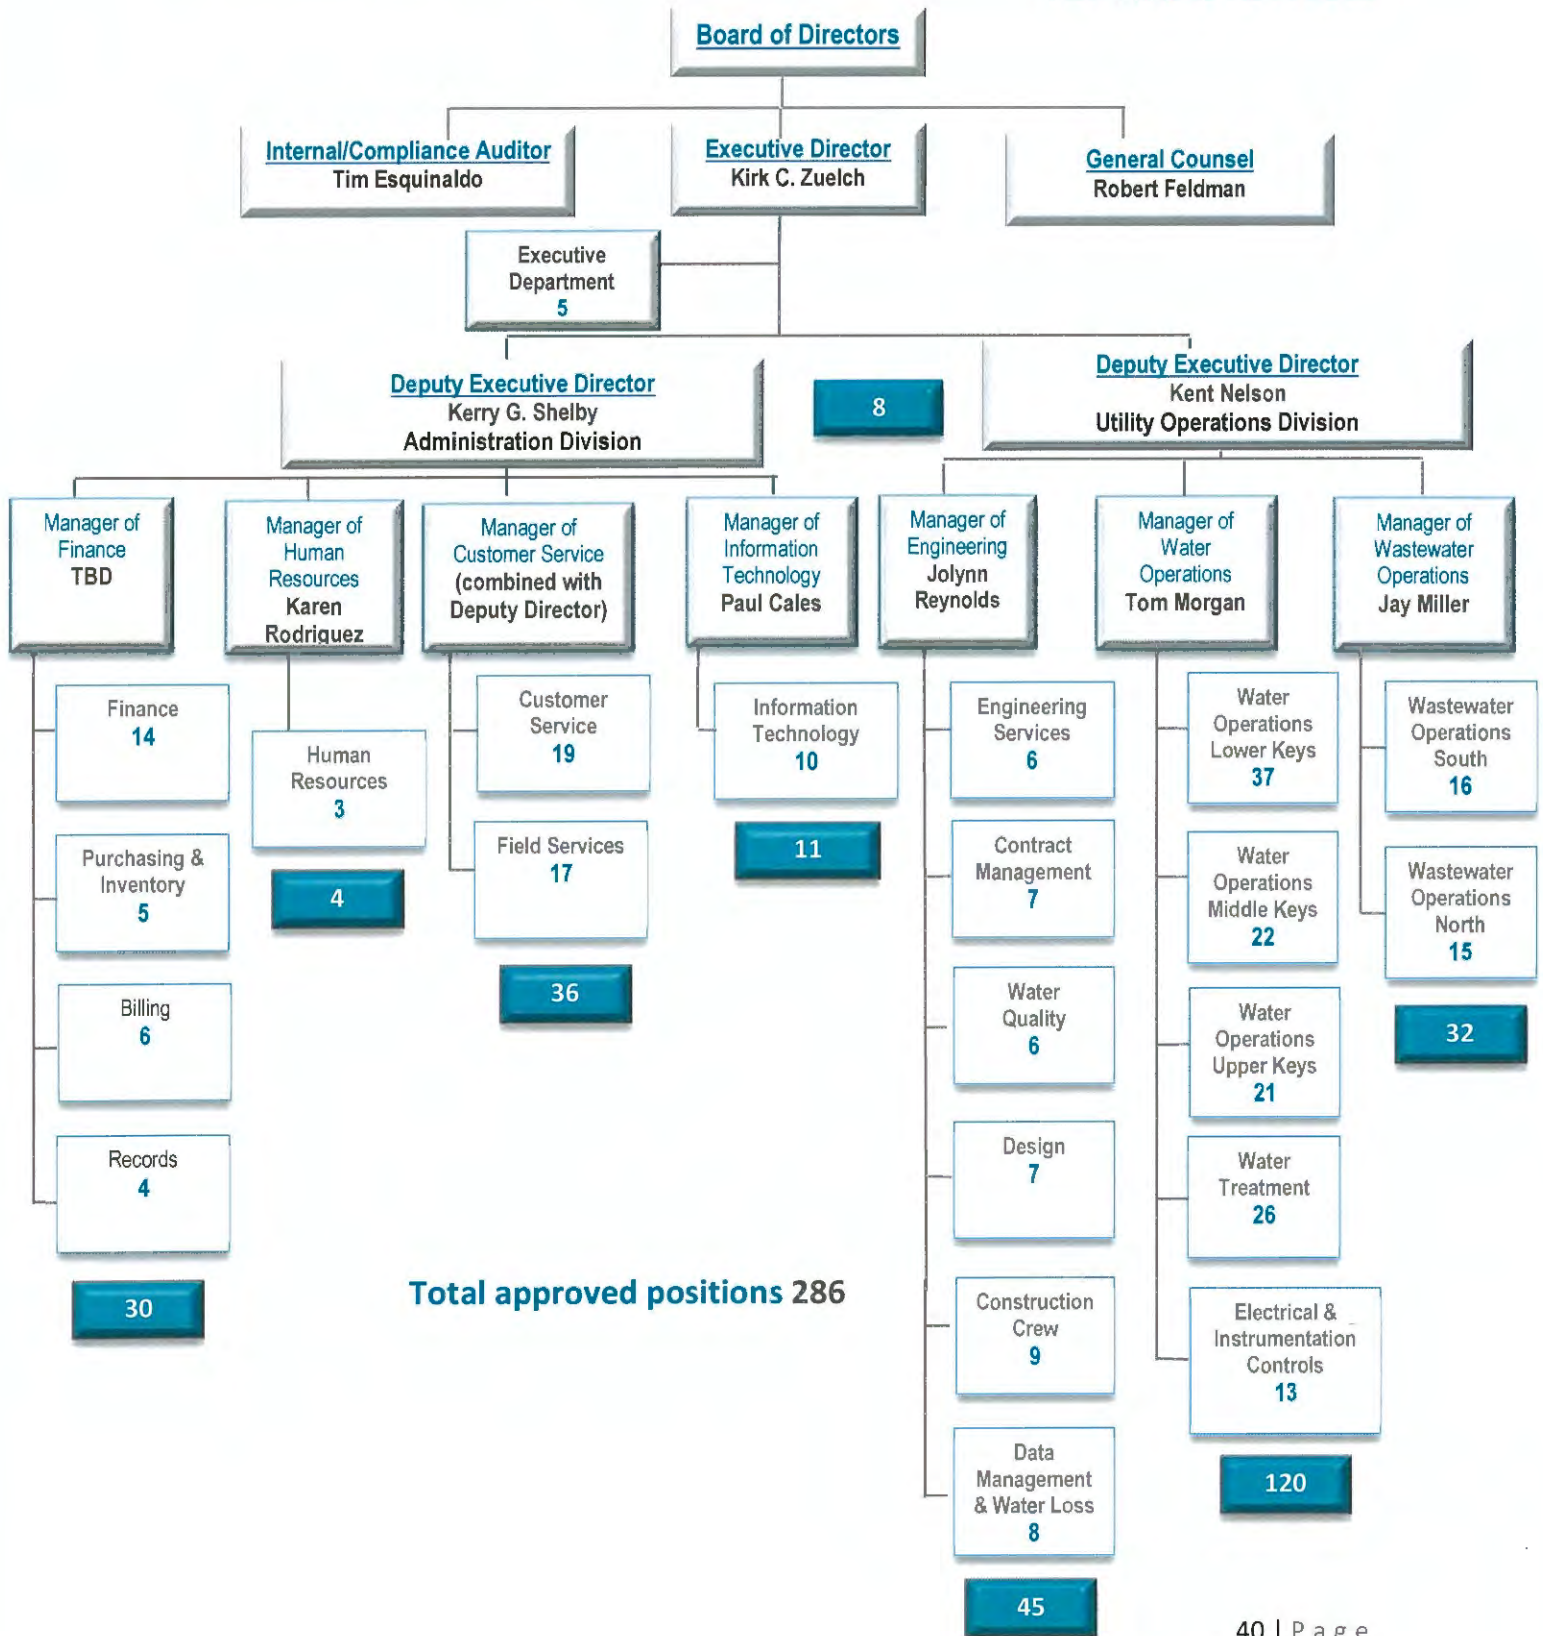 Board of Directors
Internal/Compliance Auditor
Tim Esquinaldo
Executive Director
Kirk C. Zuelch
General Counsel
Robert Feldman
Executive
Department
5
Deputy Executive Director
Kerry G. Shelby
Administration Division
8
Deputy Executive Director
Kent Nelson
Utility Operations Division
Manager of
Finance
TBD
Manager of
Human
Resources
Karen
Rodriguez
Manager of
Customer Service
(combined with
Deputy Director)
Manager of
Information
Technology
Paul Cales
Manager of
Engineering
Jolynn
Reynolds
Manager of
Water
Operations
Tom Morgan
Manager of
Wastewater
Operations
Jay Miller
Finance
14
Purchasing &
Inventory
5
Billing
6
Records
4
30
Human
Resources
3
4
Customer
Service
19
Field Services
17
36
Information
Technology
10
11
Engineering
Services
6
Contract
Management
7
Water
Quality
6
Design
7
Construction
Crew
9
Data
Management
& Water Loss
8
45
Water
Operations
Lower Keys
37
Water
Operations
Middle Keys
22
Water
Operations
Upper Keys
21
Water
Treatment
26
Electrical &
Instrumentation
Controls
13
120
Wastewater
Operations
South
16
Wastewater
Operations
North
15
32
Total approved positions 286
40 | Page